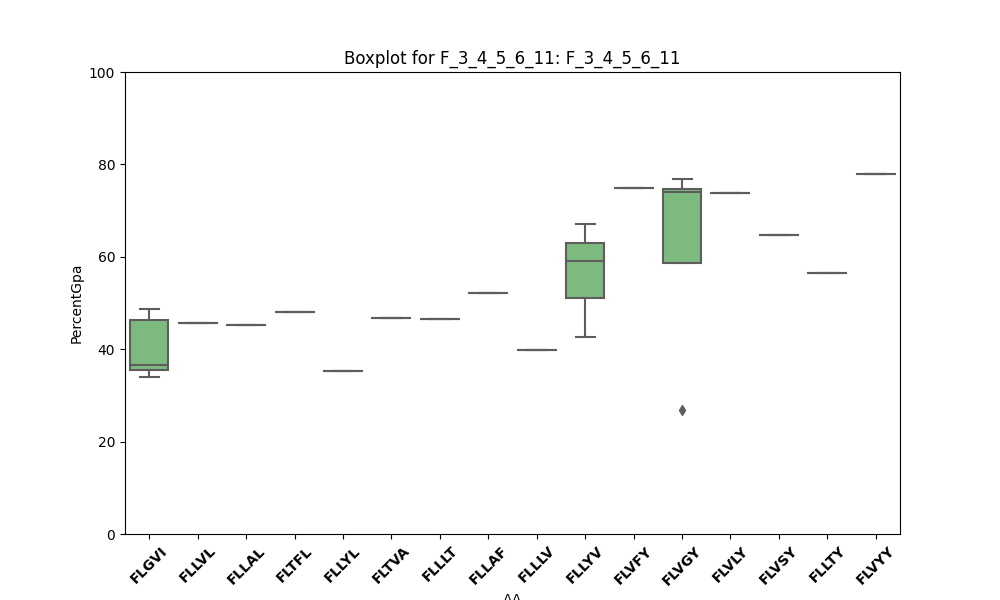 Boxplot for F_3_4_5_6_11: F_3_4_5_6_11
100
80
60
40
20
0
PercentGpa
FLGVI
FLLVL
FLLAL
FLTFL
FLLYL
FLTVA
FLLLT
FLLAF
FLLLV
FLLYV
FLVFY
FLVGY
FLVLY
FLVSY
FLLTY
FLVYY
AA